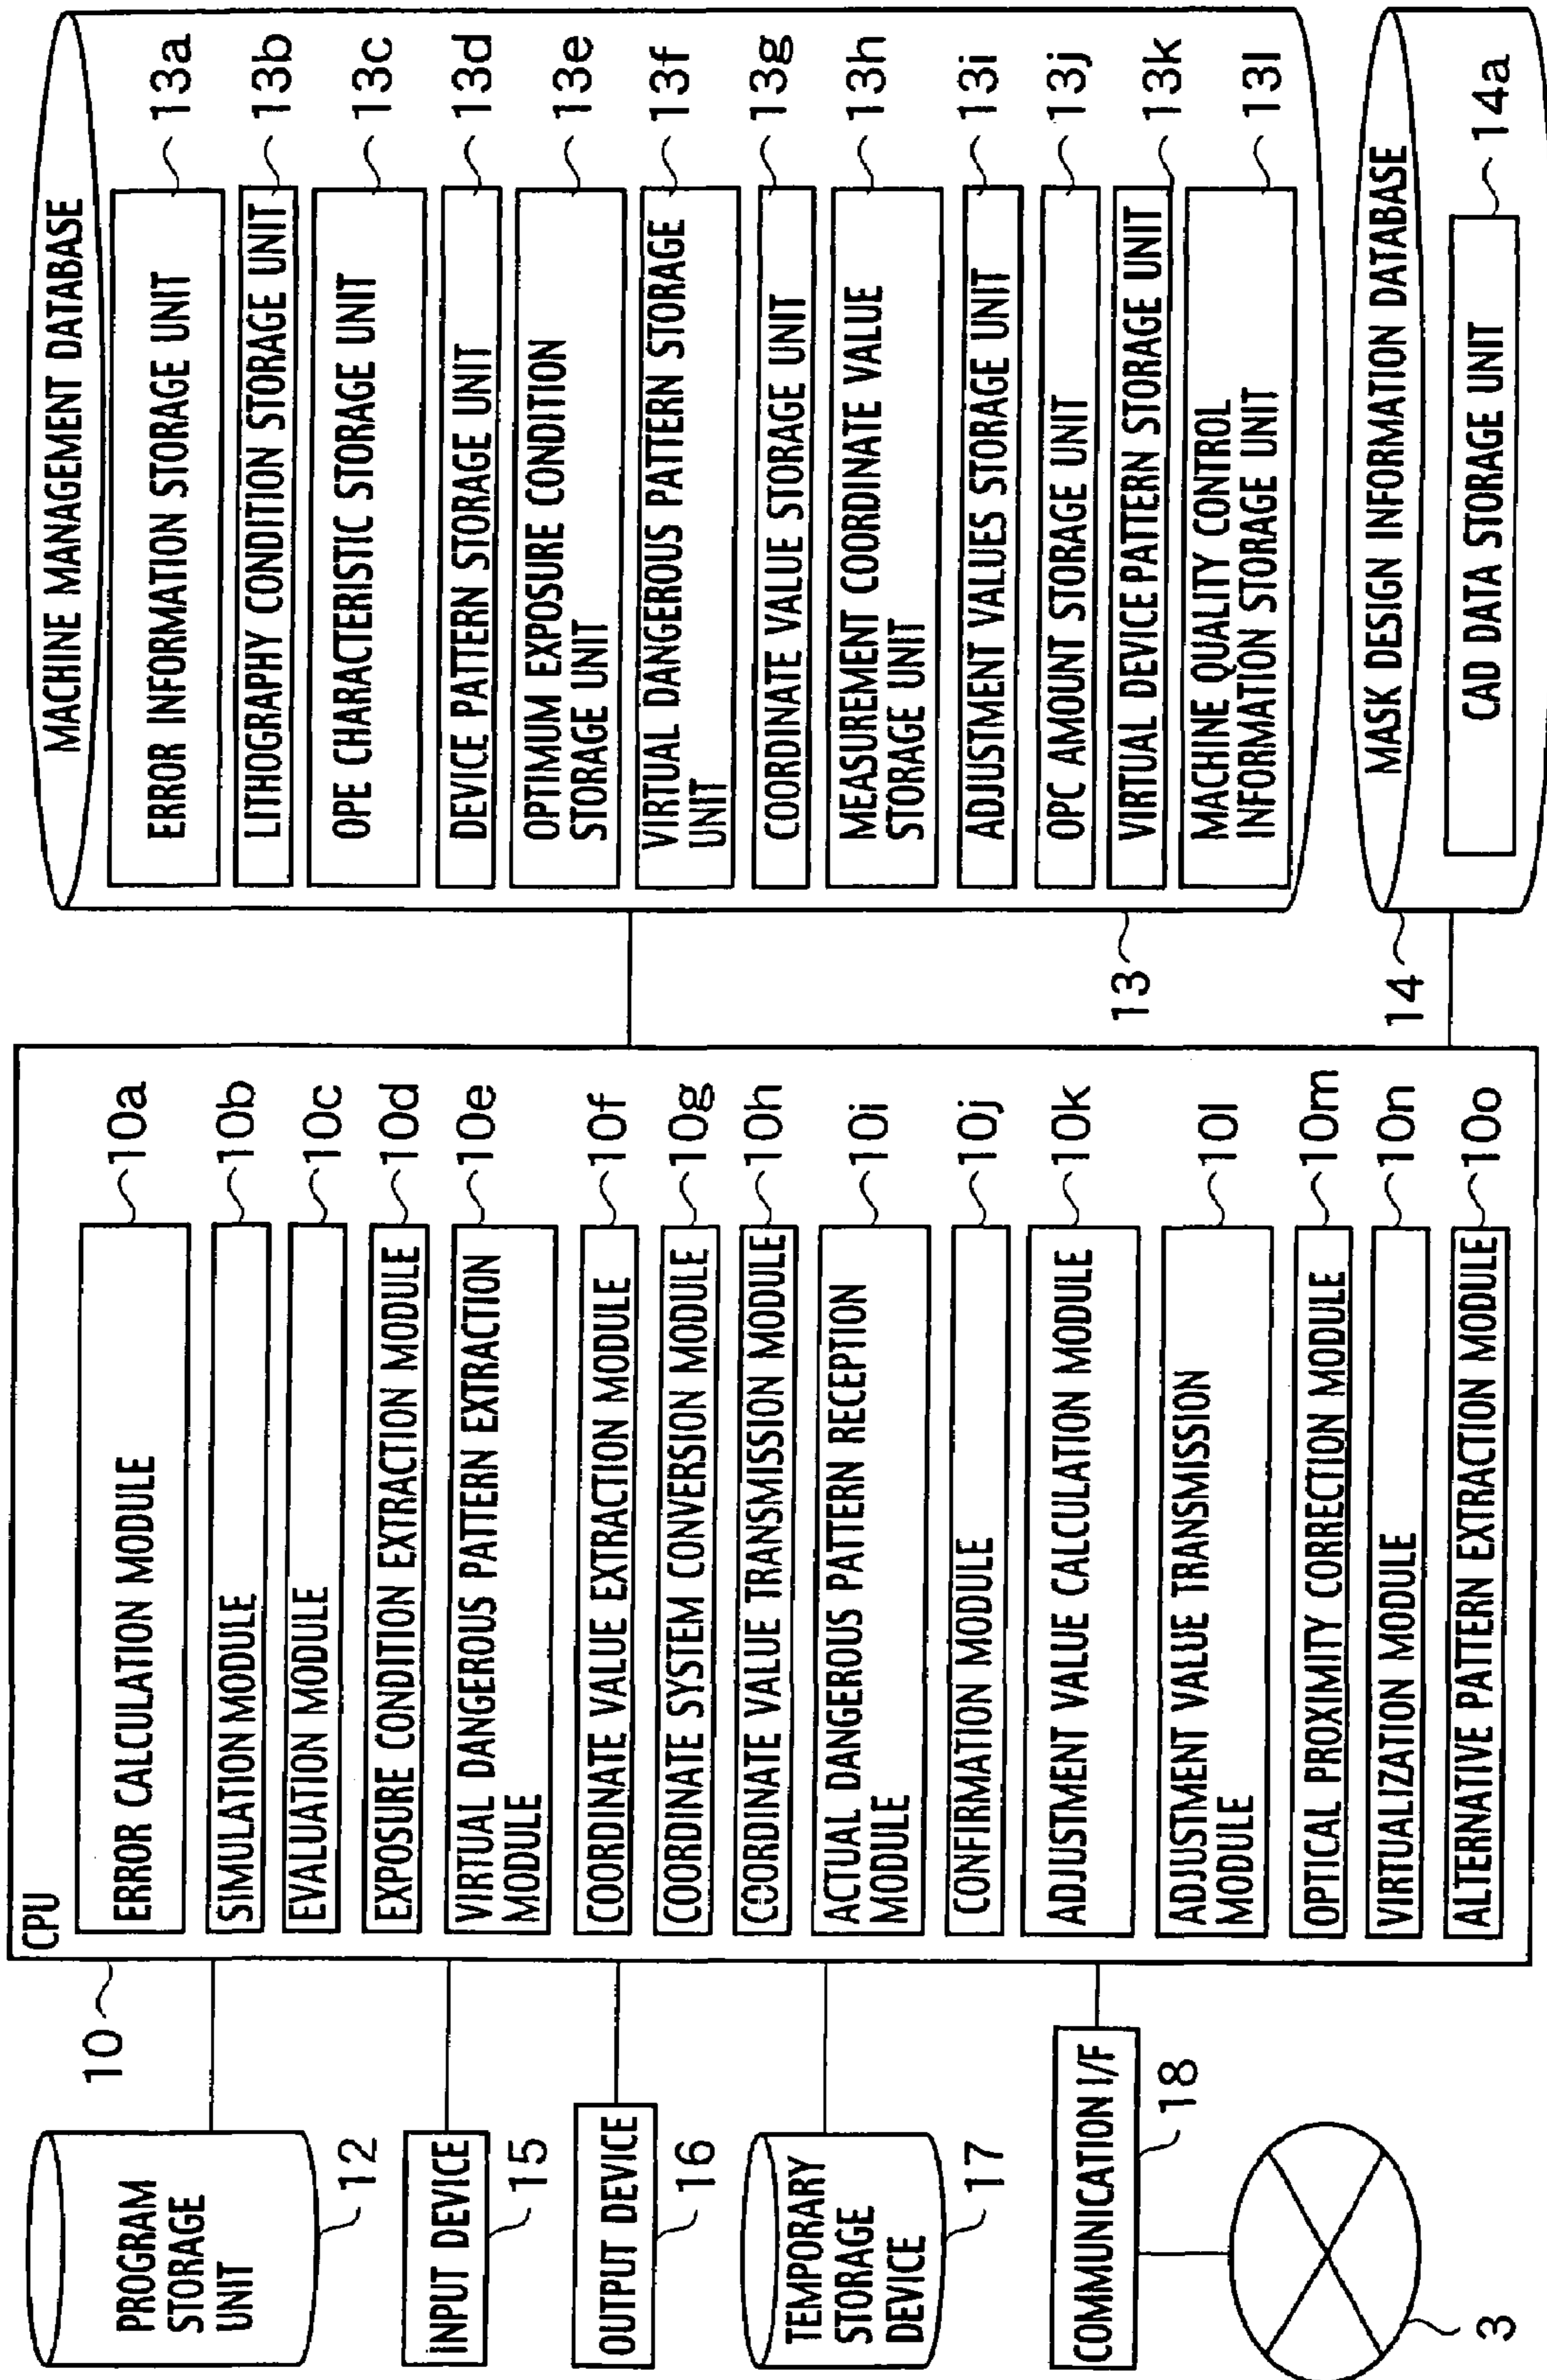 PROGRAM
STORAGE
UNIT
12
INPUT DEVICE
15
OUTPUT DEVICE
16
TEMPORARY
STORAGE
DEVICE
17
COMMUNICATION I/F
18
3
10
CPU
ERROR CALCULATION MODULE
10a
SIMULATION MODULE
10b
EVALUATION MODULE
10c
EXPOSURE CONDITION EXTRACTION MODULE
10d
VIRTUAL DANGEROUS PATTERN EXTRACTION
MODULE
10e
COORDINATE VALUE EXTRACTION MODULE
10f
COORDINATE SYSTEM CONVERSION MODULE
10g
COORDINATE VALUE TRANSMISSION MODULE
10h
ACTUAL DANGEROUS PATTERN RECEPTION
MODULE
10i
CONFIRMATION MODULE
10j
ADJUSTMENT VALUE CALCULATION MODULE
10k
ADJUSTMENT VALUE TRANSMISSION
MODULE
10l
OPTICAL PROXIMITY CORRECTION MODULE
10m
VIRTUALIZATION MODULE
10n
ALTERNATIVE PATTERN EXTRACTION MODULE
10o
MACHINE MANAGEMENT DATABASE
ERROR INFORMATION STORAGE UNIT
13a
LITHOGRAPHY CONDITION STORAGE UNIT
13b
OPE CHARACTERISTIC STORAGE UNIT
13c
DEVICE PATTERN STORAGE UNIT
13d
OPTIMUM EXPOSURE CONDITION
STORAGE UNIT
13e
VIRTUAL DANGEROUS PATTERN STORAGE
UNIT
13f
COORDINATE VALUE STORAGE UNIT
13g
MEASUREMENT COORDINATE VALUE
STORAGE UNIT
13h
ADJUSTMENT VALUES STORAGE UNIT
13i
OPC AMOUNT STORAGE UNIT
13j
VIRTUAL DEVICE PATTERN STORAGE UNIT
13k
MACHINE QUALITY CONTROL
INFORMATION STORAGE UNIT
13l
13
MASK DESIGN INFORMATION DATABASE
14
CAD DATA STORAGE UNIT
14a